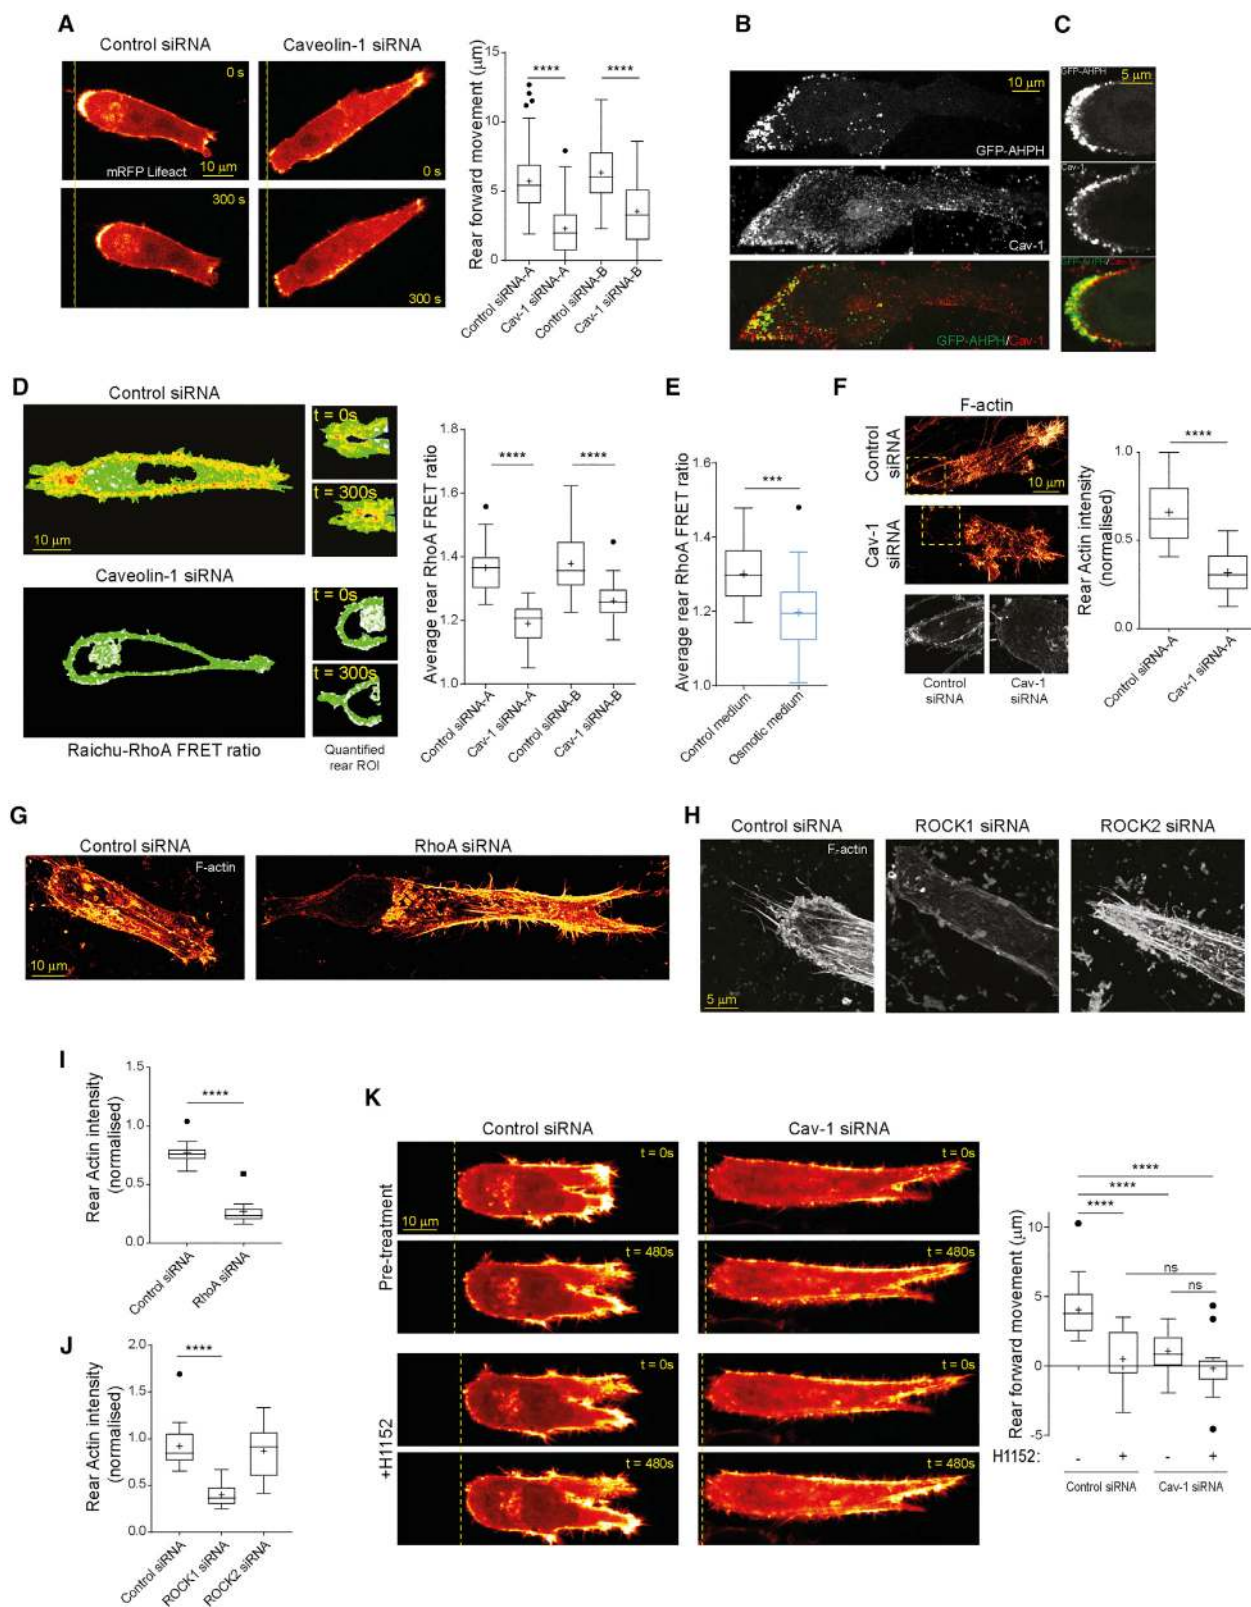 A
Control siRNA
Caveolin-1 siRNA
0 s
mRFP Lifeact
10 μm
0 s
300 s
300 s
Rear forward movement (μm)
15
10
5
0
****
****
Control siRNA-A
Cav-1 siRNA-A
Control siRNA-B
Cav-1 siRNA-B
B
10 μm
GFP-AHPH
Cav-1
GFP-AHPH/Cav-1
C
GFP-AHPH
5 μm
Cav-1
GFP-AHPH/Cav-1
D
Control siRNA
t = 0s
t = 300s
10 μm
Caveolin-1 siRNA
t = 0s
t = 300s
Raichu-RhoA FRET ratio
Quantified
rear ROI
Average rear RhoA FRET ratio
1.8
1.6
1.4
1.2
1.0
****
****
Control siRNA-A
Cav-1 siRNA-A
Control siRNA-B
Cav-1 siRNA-B
E
Average rear RhoA FRET ratio
1.6
1.4
1.2
1.0
***
Control medium
Osmotic medium
F
F-actin
Control
siRNA
10 μm
Cav-1
siRNA
Control
siRNA
Cav-1
siRNA
Rear Actin intensity
(normalised)
1.0
0.5
0.0
****
Control siRNA-A
Cav-1 siRNA-A
G
Control siRNA
RhoA siRNA
F-actin
10 μm
H
Control siRNA
ROCK1 siRNA
ROCK2 siRNA
F-actin
5 μm
I
Rear Actin intensity
(normalised)
1.5
1.0
0.5
0.0
****
Control siRNA
RhoA siRNA
J
Rear Actin intensity
(normalised)
2.0
1.5
1.0
0.5
0.0
****
Control siRNA
ROCK1 siRNA
ROCK2 siRNA
K
Control siRNA
Cav-1 siRNA
Pre-treatment
t = 0s
t = 0s
10 μm
t = 480s
t = 480s
+H1152
t = 0s
t = 0s
t = 480s
t = 480s
Rear forward movement (μm)
10
5
0
-5
****
****
****
ns
ns
H1152:
- + - +
Control siRNA
Cav-1 siRNA